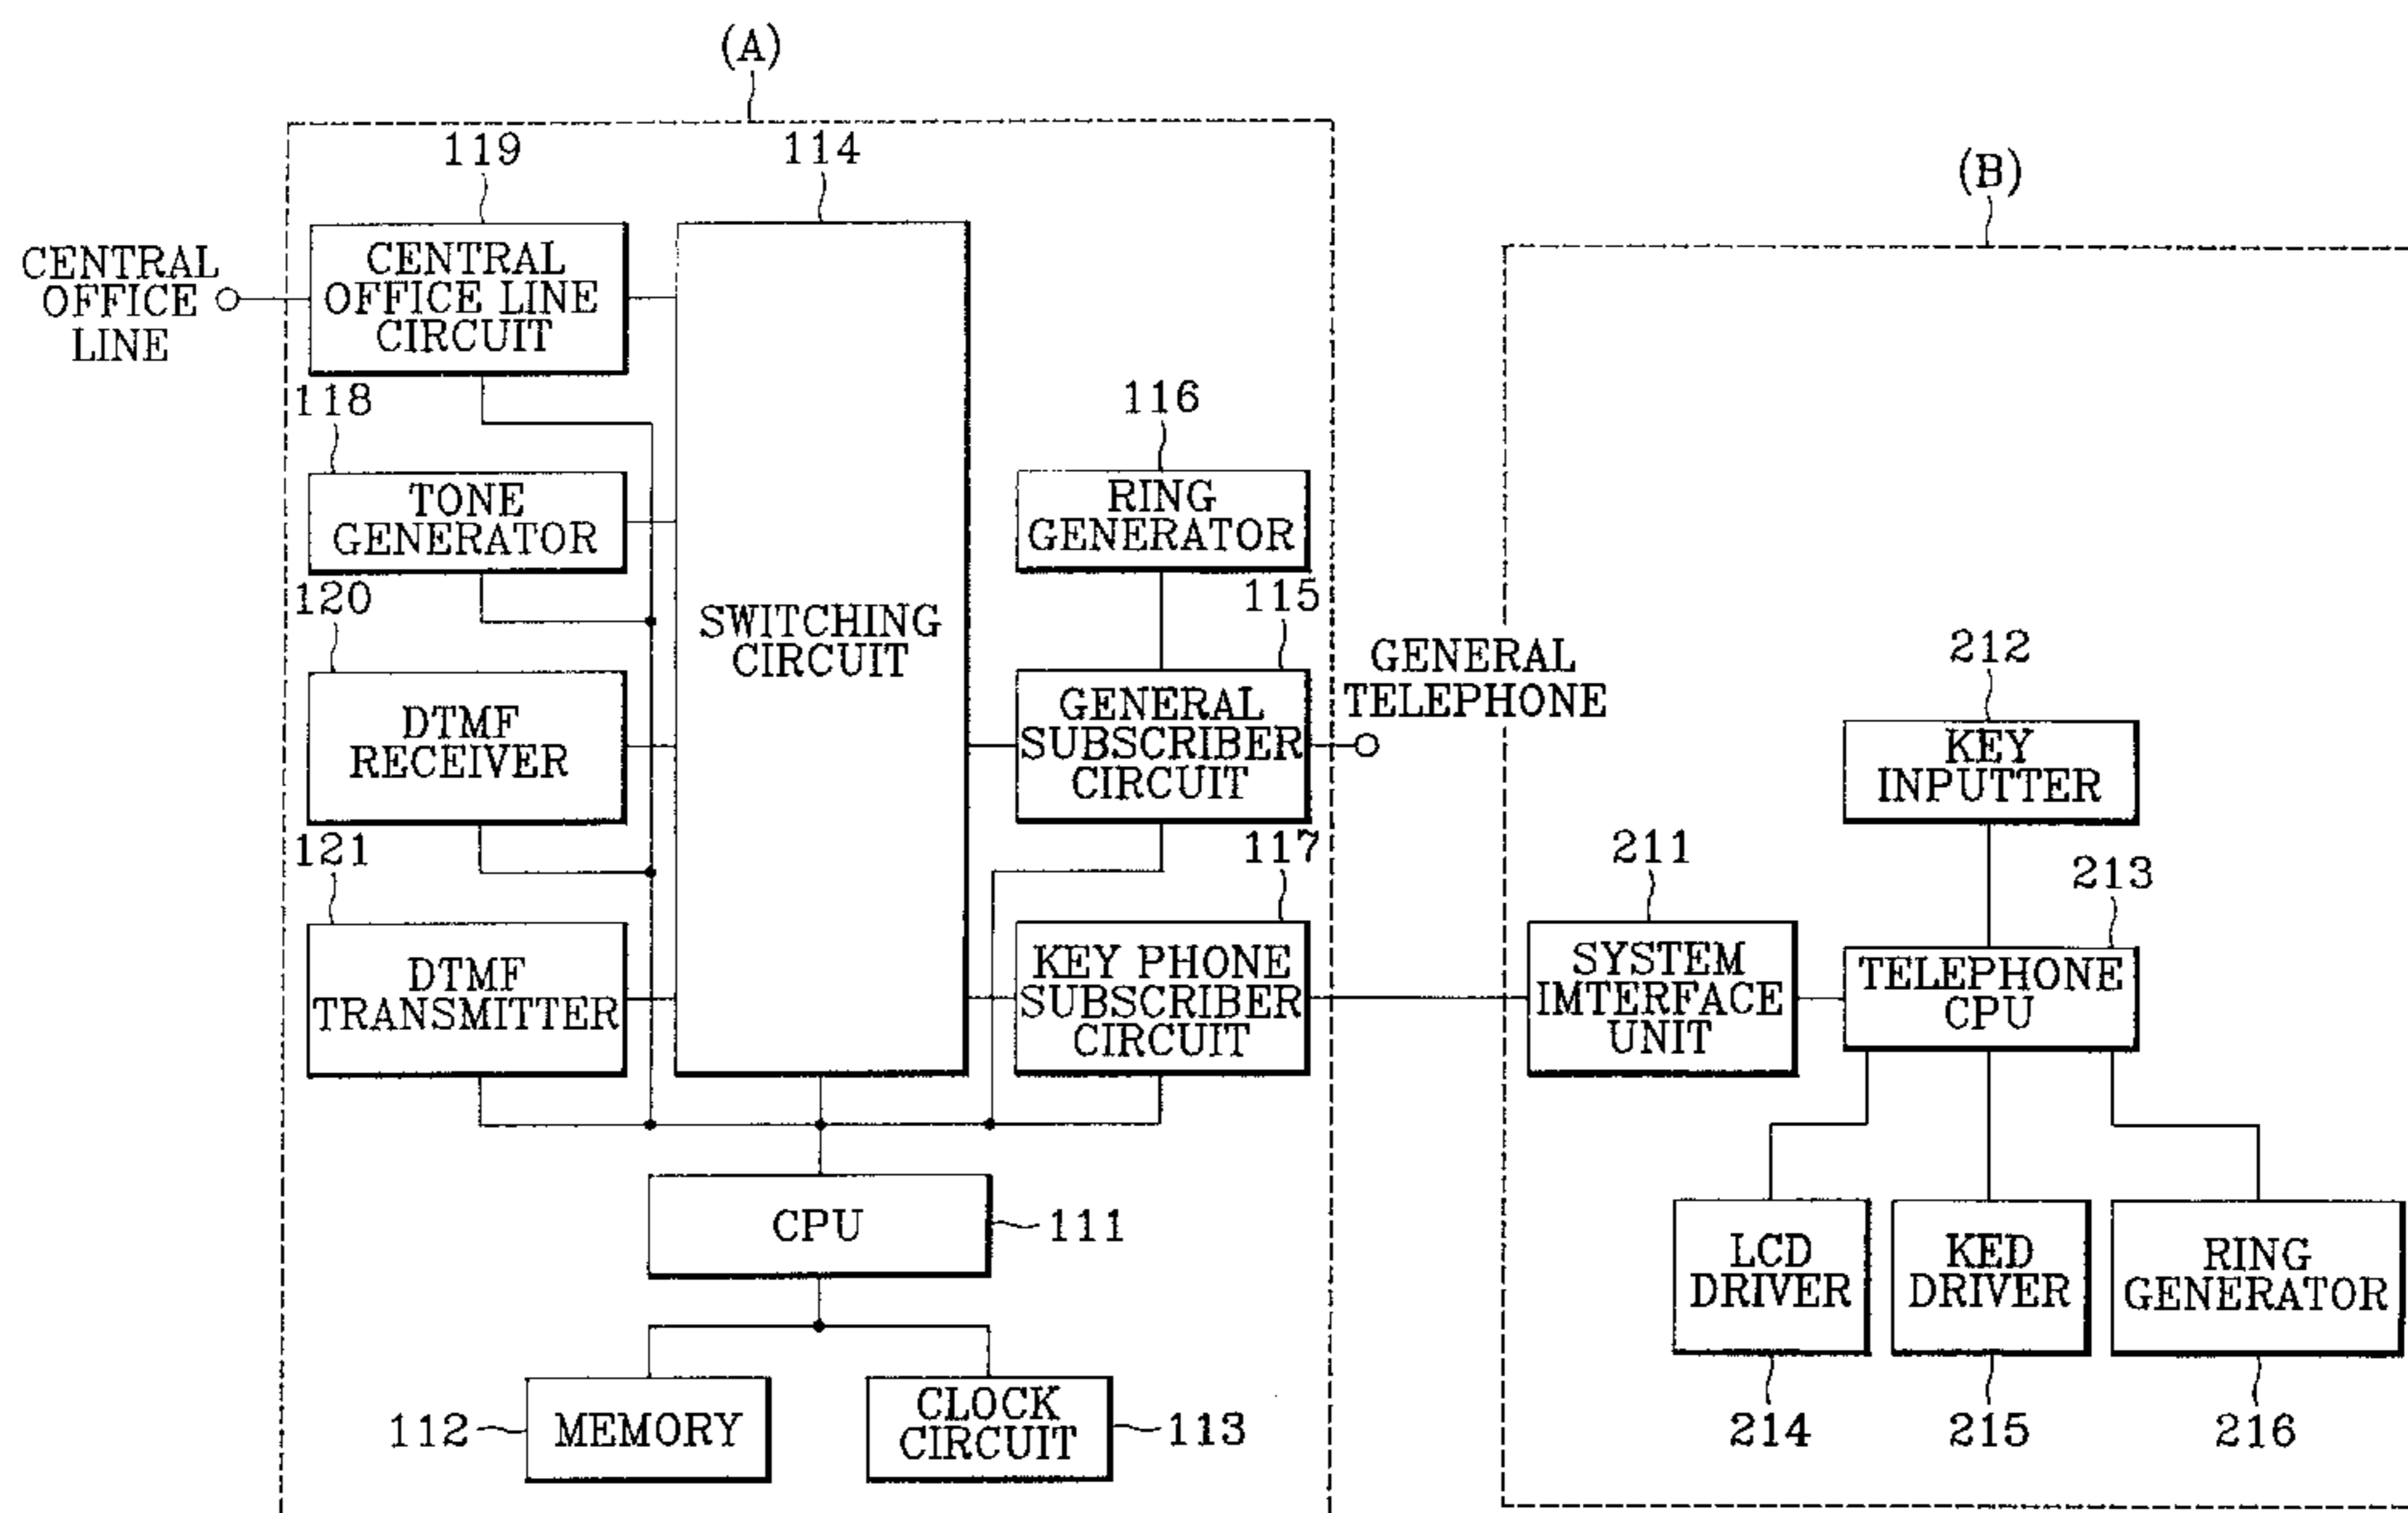 (A)
119
114
(B)
CENTRAL
OFFICE
LINE
CENTRAL
OFFICE LINE
CIRCUIT
118
116
TONE
GENERATOR
RING
GENERATOR
120
115
SWITCHING
CIRCUIT
GENERAL
TELEPHONE
212
DTMF
RECEIVER
GENERAL
SUBSCRIBER
CIRCUIT
KEY
INPUTTER
121
117
211
213
DTMF
TRANSMITTER
KEY PHONE
SUBSCRIBER
CIRCUIT
SYSTEM
IMTERFACE
UNIT
TELEPHONE
CPU
CPU
111
LCD
DRIVER
KED
DRIVER
RING
GENERATOR
112
MEMORY
CLOCK
CIRCUIT
113
214
215
216